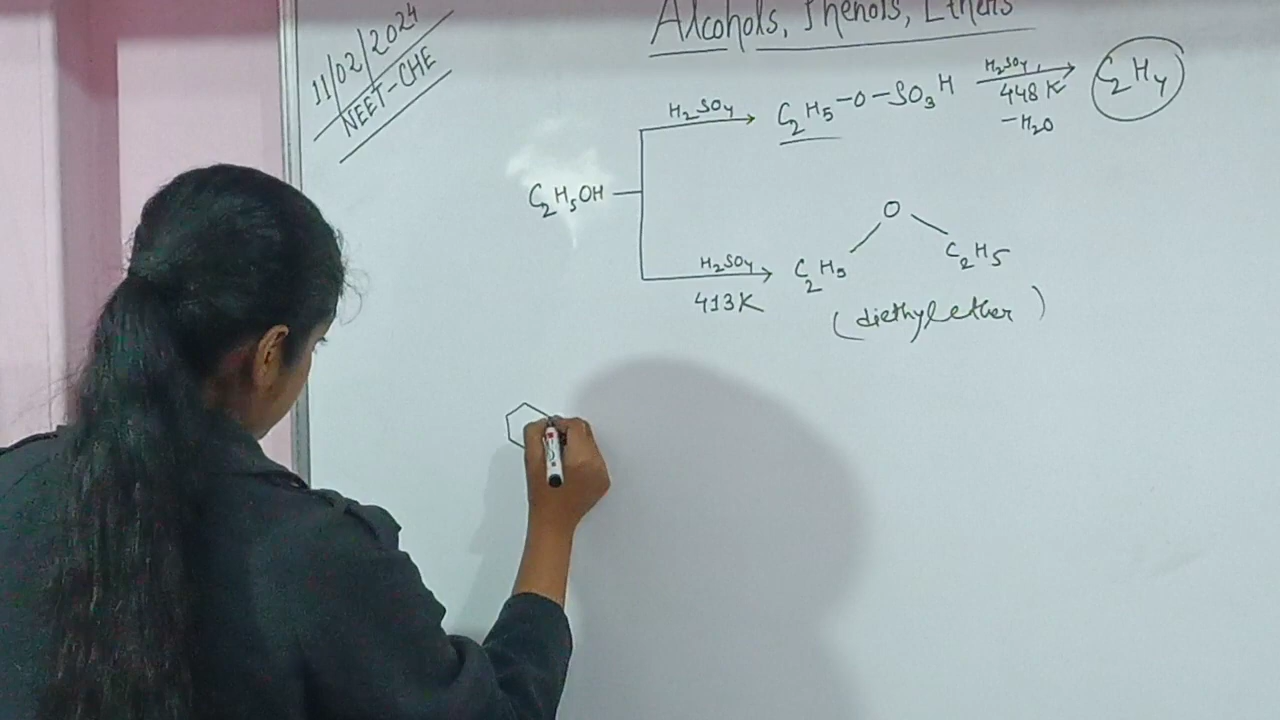 11/02/2024
NEET-CHE
Alcohols, Phenols, Ethers
C2H5OH
H2SO4
C2H5-O-SO3H
H2SO4,
448K
-H2O
C2H4
H2SO4
413K
C2H5
O
C2H5
(diethylether)